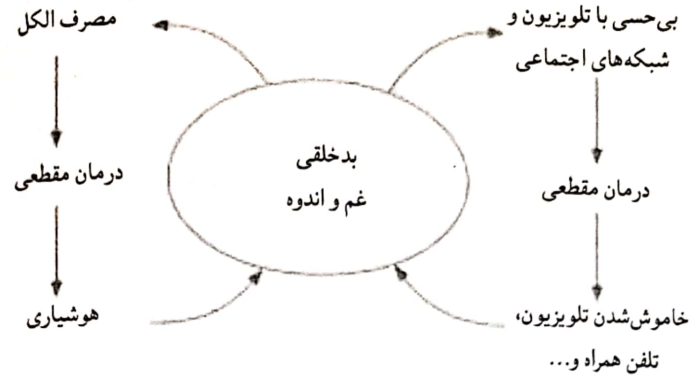 بی‌حسی با تلویزیون و
شبکه‌های اجتماعی
درمان مقطعی
خاموش‌شدن تلویزیون،
تلفن همراه و...
بدخلقی
غم و اندوه
مصرف الکل
درمان مقطعی
هوشیاری